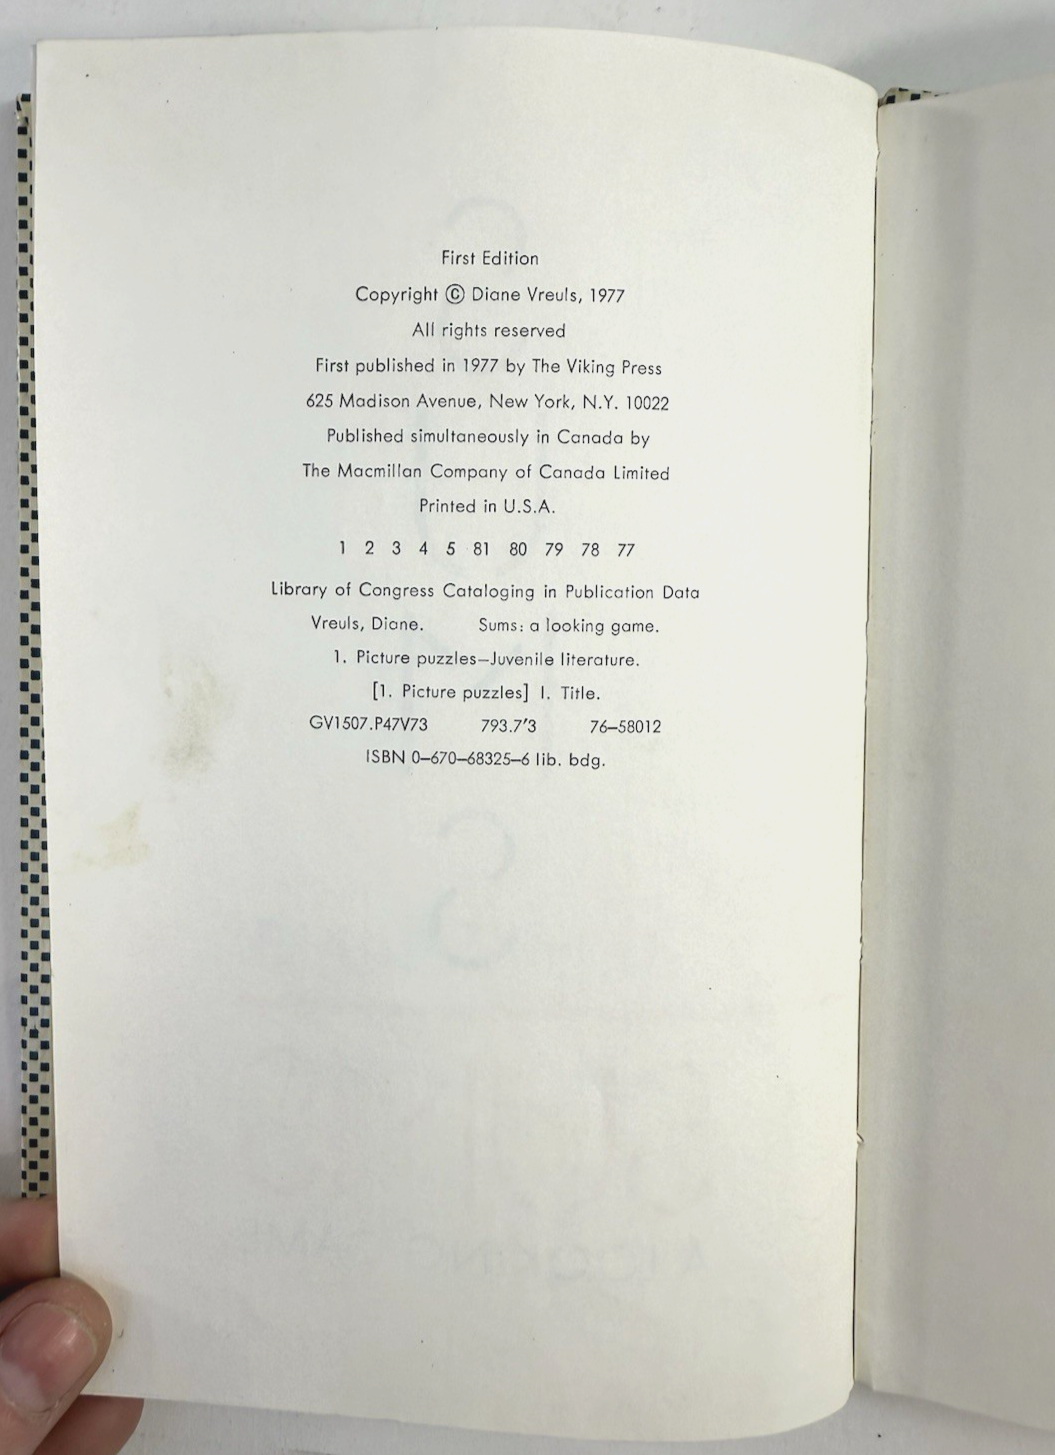 First Edition
Copyright © Diane Vreuls, 1977
All rights reserved
First published in 1977 by The Viking Press
625 Madison Avenue, New York, N.Y. 10022
Published simultaneously in Canada by
The Macmillan Company of Canada Limited
Printed in U.S.A.
1 2 3 4 5 81 80 79 78 77
Library of Congress Cataloging in Publication Data
Vreuls, Diane. Sums: a looking game.
1. Picture puzzles—Juvenile literature.
[1. Picture puzzles] I. Title.
GV1507.P47V73 793.7'3 76–58012
ISBN 0–670–68325–6 lib. bdg.